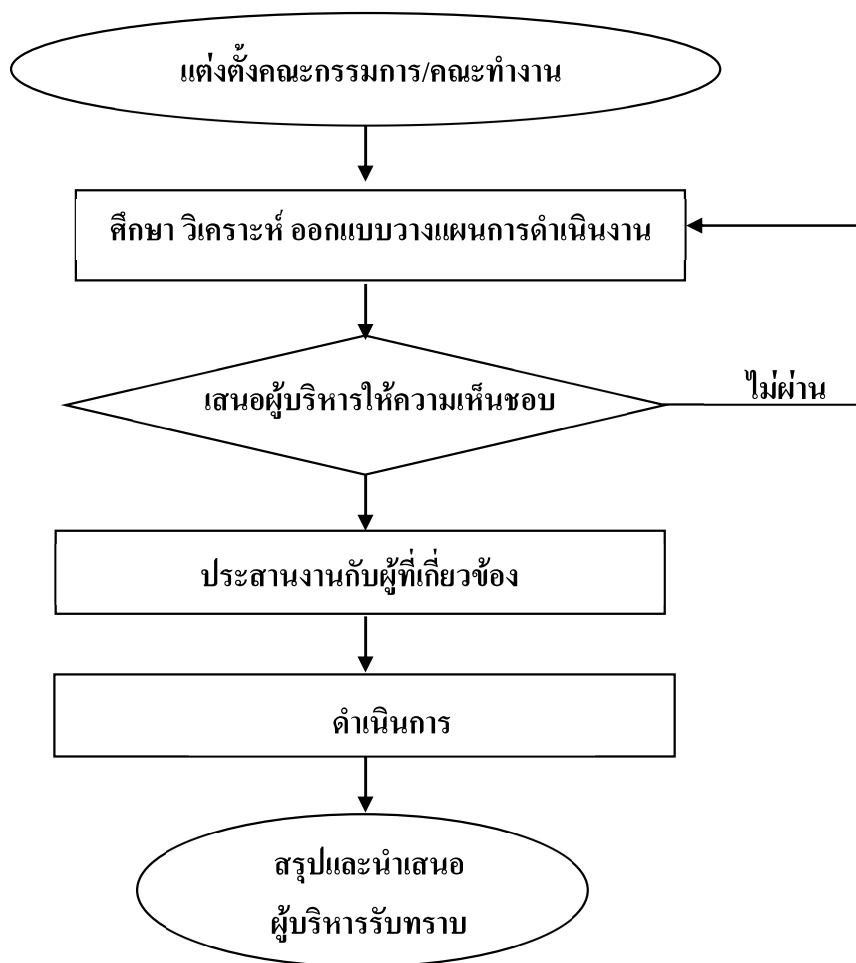 แต่งตั้งคณะกรรมการ/คณะทำงาน
ศึกษา วิเคราะห์ ออกแบบวางแผนการดำเนินงาน
เสนอผู้บริหารให้ความเห็นชอบ
ไม่ผ่าน
ประสานงานกับผู้ที่เกี่ยวข้อง
ดำเนินการ
สรุปและนำเสนอ
ผู้บริหารรับทราบ